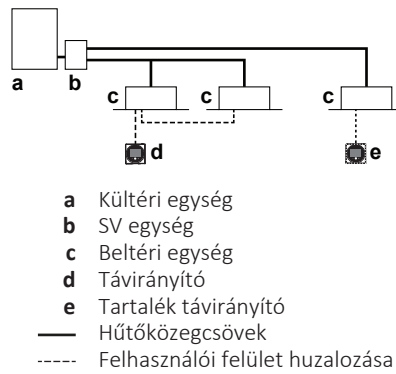 a b
c c c
d e
a Kültéri egység
b SV egység
c Beltéri egység
d Távirányító
e Tartalék távirányító
Hűtőközegcsövek
Felhasználói felület huzalozása